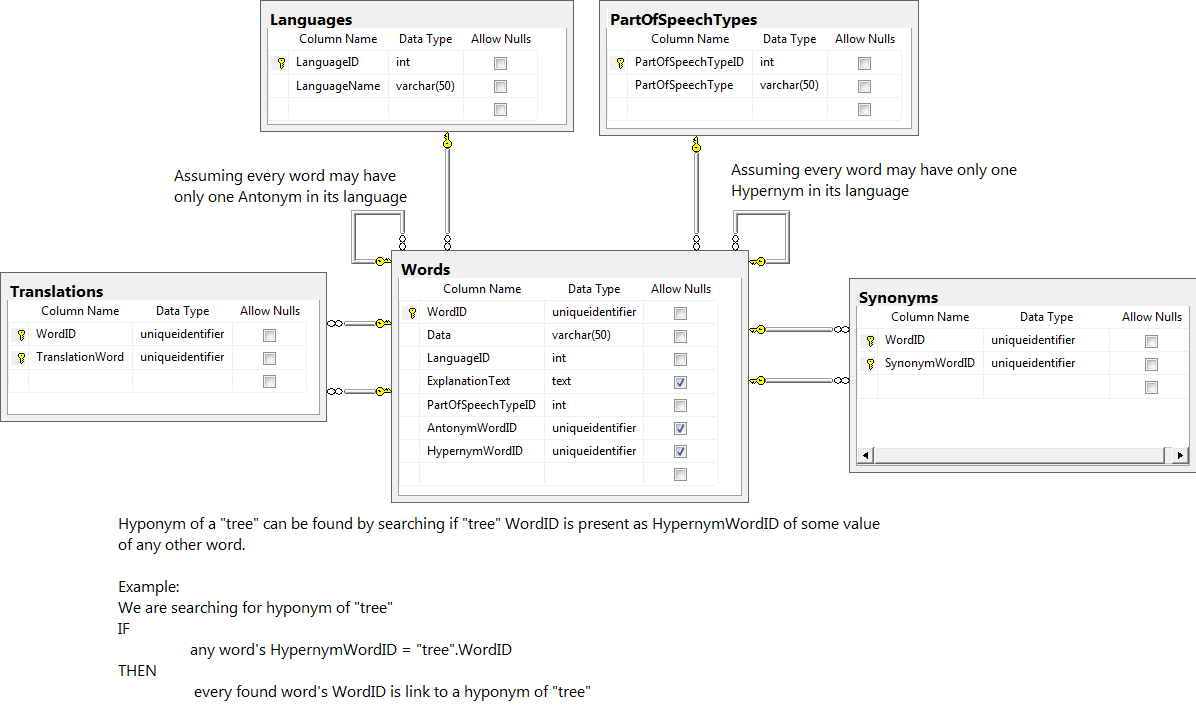 Languages
Column Name Data Type Allow Nulls
LanguageID int
LanguageName varchar(50)
PartOfSpeechTypes
Column Name Data Type Allow Nulls
PartOfSpeechTypeID int
PartOfSpeechType varchar(50)
Assuming every word may have
only one Antonym in its language
Assuming every word may have only one
Hypernym in its language
Translations
Column Name Data Type Allow Nulls
WordID uniqueidentifier
TranslationWord uniqueidentifier
Words
Column Name Data Type Allow Nulls
WordID uniqueidentifier
Data varchar(50)
LanguageID int
ExplanationText text
PartOfSpeechTypeID int
AntonymWordID uniqueidentifier
HypernymWordID uniqueidentifier
Synonyms
Column Name Data Type Allow Nulls
WordID uniqueidentifier
SynonymWordID uniqueidentifier
Hyponym of a "tree" can be found by searching if "tree" WordID is present as HypernymWordID of some value
of any other word.
Example:
We are searching for hyponym of "tree"
IF
any word's HypernymWordID = "tree".WordID
THEN
every found word's WordID is link to a hyponym of "tree"